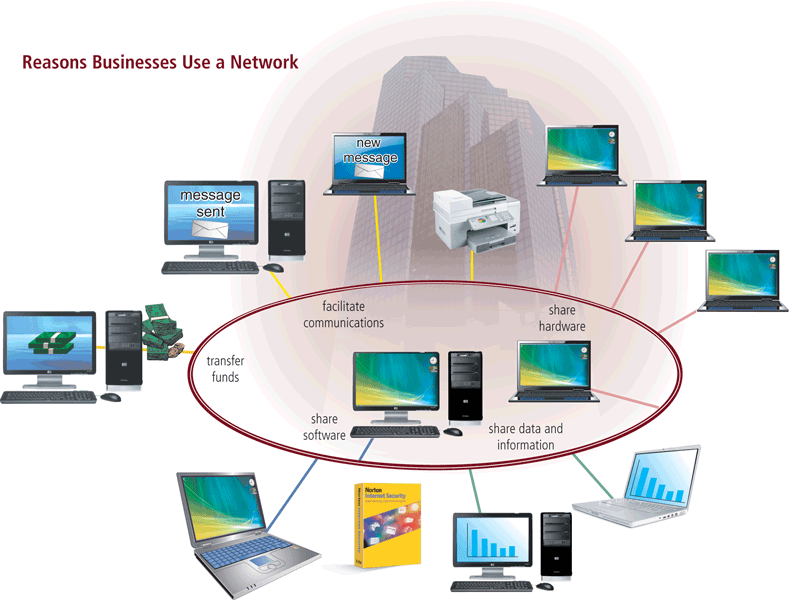 Reasons Businesses Use a Network
new
message
message
sent
facilitate
communications
share
hardware
transfer
funds
share
software
share data and
information
Norton
Internet Security